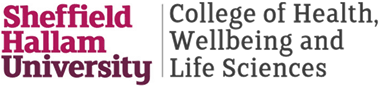 Sheffield
Hallam
University
College of Health,
Wellbeing and
Life Sciences